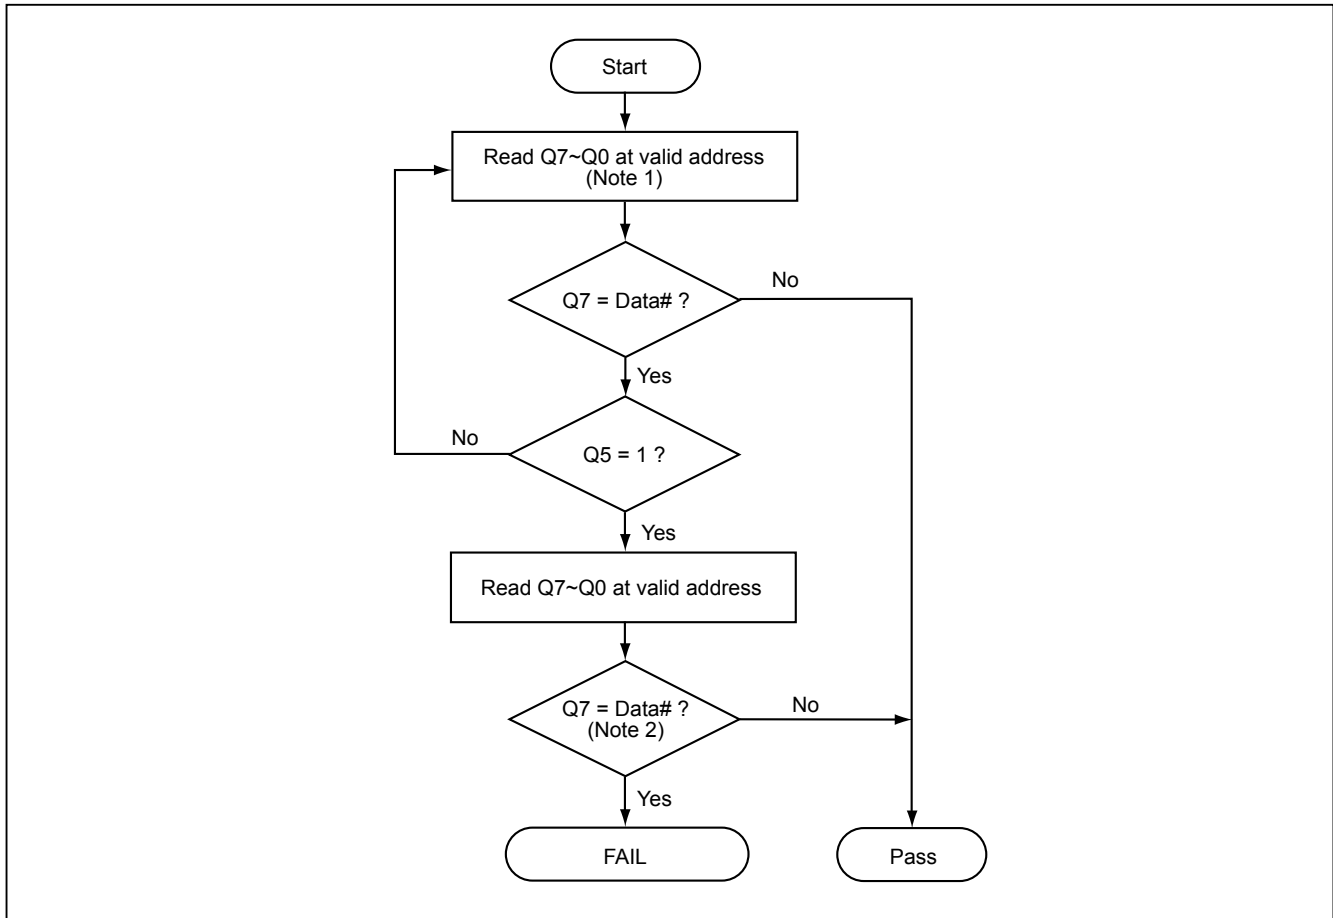 Start
Read Q7~Q0 at valid address
(Note 1)
Q7 = Data# ?
No
Yes
Q5 = 1 ?
No
Yes
Read Q7~Q0 at valid address
Q7 = Data# ?
(Note 2)
No
Yes
FAIL
Pass